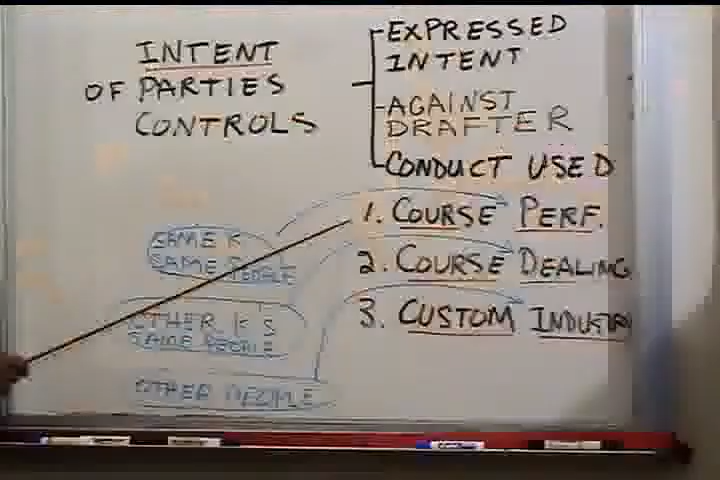 INTENT
OF PARTIES
CONTROLS
EXPRESSED
INTENT
AGAINST
DRAFTER
CONDUCT USED
1. COURSE PERF.
2. COURSE DEALING
3. CUSTOM INDUSTRY
SAME K
SAME PEOPLE
OTHER K'S
SAME PEOPLE
OTHER PEOPLE